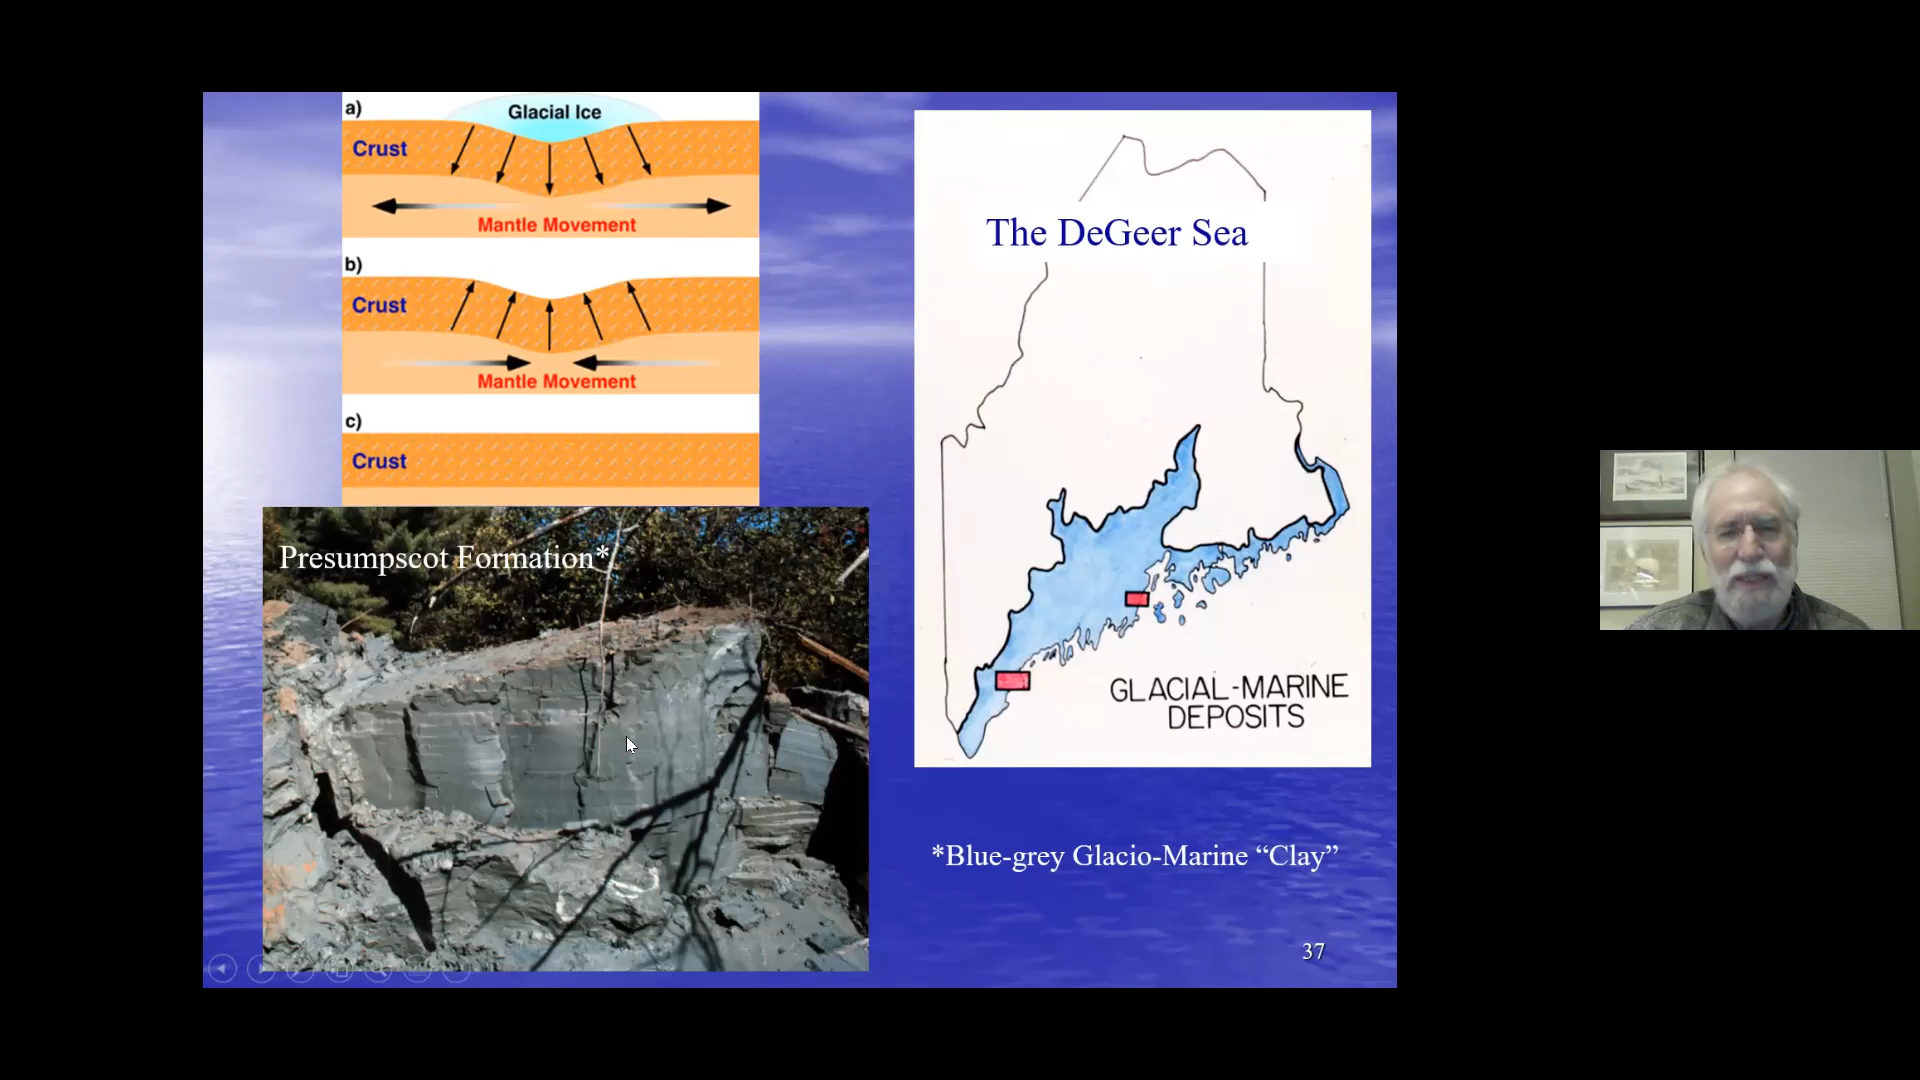 a)
Glacial Ice
Crust
Mantle Movement
b)
Crust
Mantle Movement
c)
Crust
Presumpscot Formation*
The DeGeer Sea
GLACIAL-MARINE
DEPOSITS
*Blue-grey Glacio-Marine “Clay”
37